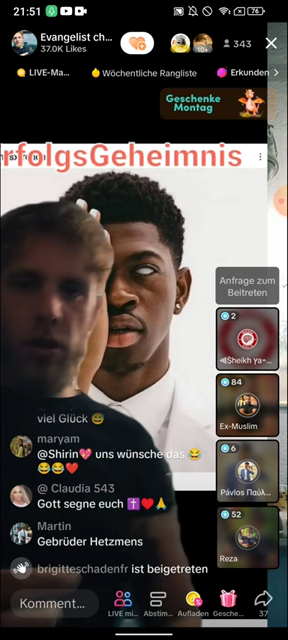 21:51
76
Evangelist ch...
37.0K Likes
10+
343
LIVE-Ma...
Wöchentliche Rangliste
Erkunden
Geschenke
Montag
rfolgsGeheimnis
Anfrage zum
Beitreten
2
84
Ex-Muslim
6
52
Reza
viel Glück 😅
maryam
@Shirin💖 uns wünsche das 😂
😂😂❤️
@ Claudia 543
Gott segne euch ✝️❤️🙏
Martin
Gebrüder Hetzmens
brigitteschadenfr ist beigetreten
Komment...
LIVE mi...
Abstim...
Aufladen
Gesche...
37